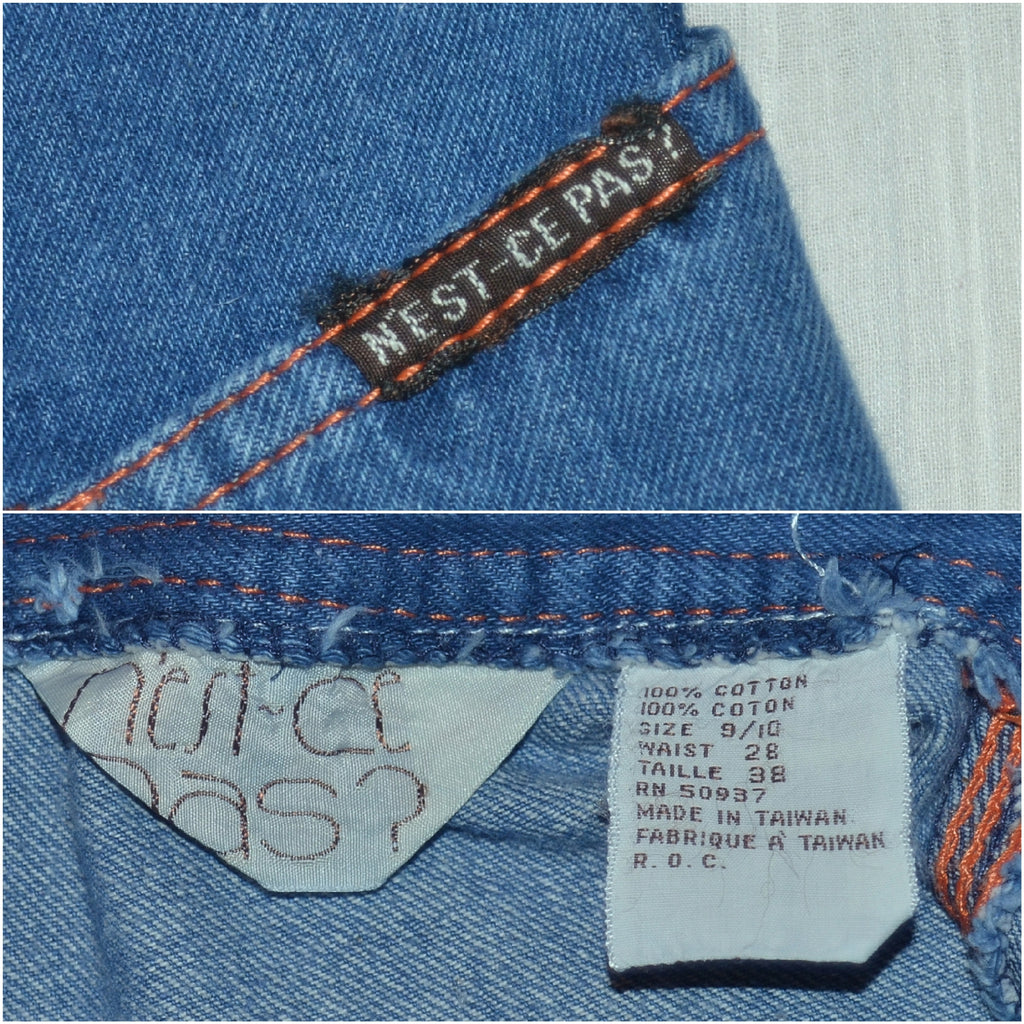 N'EST-CE PAS?
n'est-ce
pas?
100% COTTON
100% COTON
SIZE 9/10
WAIST 28
TAILLE 38
RN 50937
MADE IN TAIWAN
FABRIQUE À TAIWAN
R. O. C.